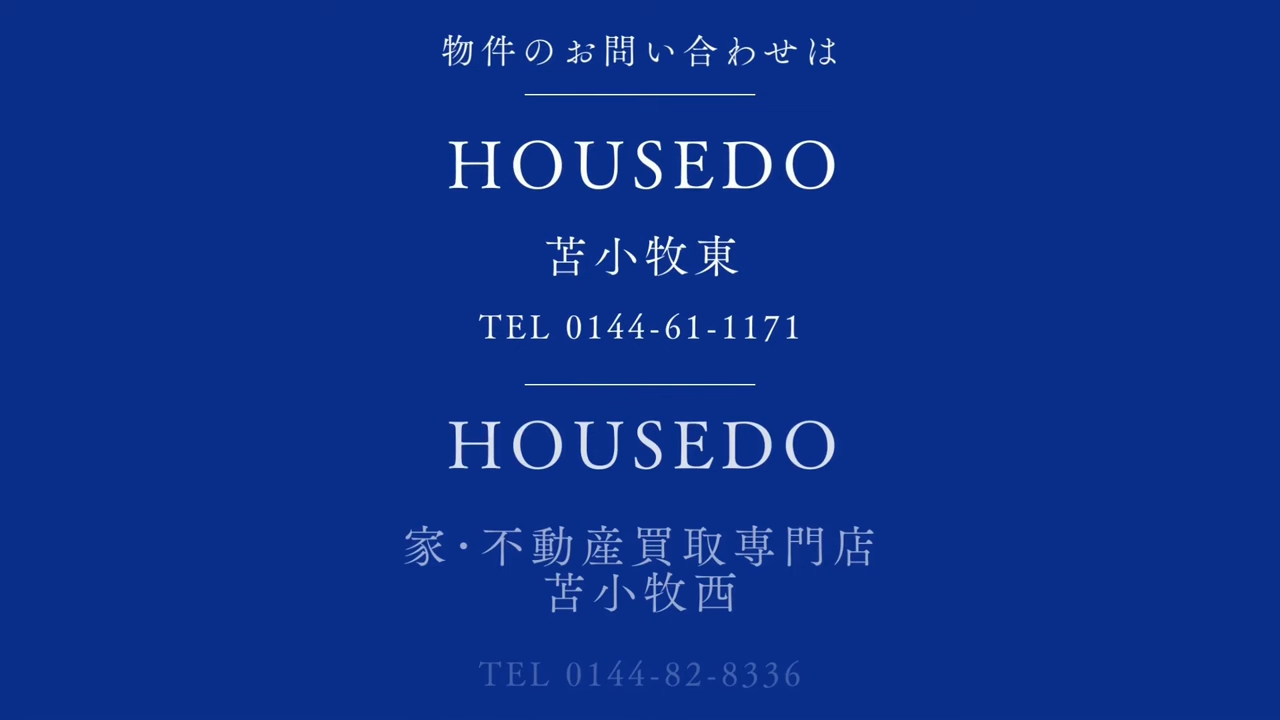 物件のお問い合わせは
HOUSEDO
苫小牧東
TEL 0144-61-1171
HOUSEDO
家・不動産買取専門店
苫小牧西
TEL 0144-82-8336